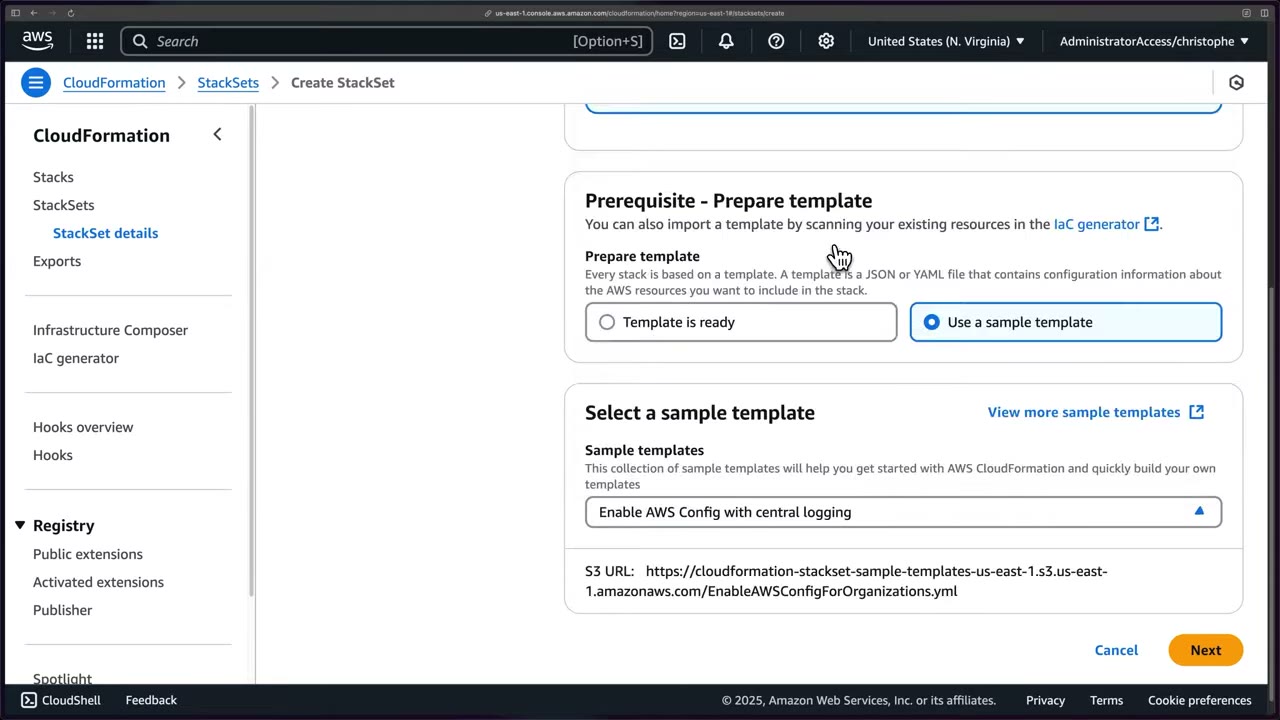 us-east-1.console.aws.amazon.com/cloudformation/home?region=us-east-1#/stacksets/create
aws
Search [Option+S]
United States (N. Virginia)
AdministratorAccess/christophe
CloudFormation
StackSets
Create StackSet
CloudFormation
Stacks
StackSets
StackSet details
Exports
Infrastructure Composer
IaC generator
Hooks overview
Hooks
Registry
Public extensions
Activated extensions
Publisher
Spotlight
Prerequisite - Prepare template
You can also import a template by scanning your existing resources in the IaC generator.
Prepare template
Every stack is based on a template. A template is a JSON or YAML file that contains configuration information about
the AWS resources you want to include in the stack.
Template is ready
Use a sample template
Select a sample template
View more sample templates
Sample templates
This collection of sample templates will help you get started with AWS CloudFormation and quickly build your own
templates
Enable AWS Config with central logging
S3 URL: https://cloudformation-stackset-sample-templates-us-east-1.s3.us-east-
1.amazonaws.com/EnableAWSConfigForOrganizations.yml
Cancel
Next
CloudShell
Feedback
© 2025, Amazon Web Services, Inc. or its affiliates.
Privacy
Terms
Cookie preferences